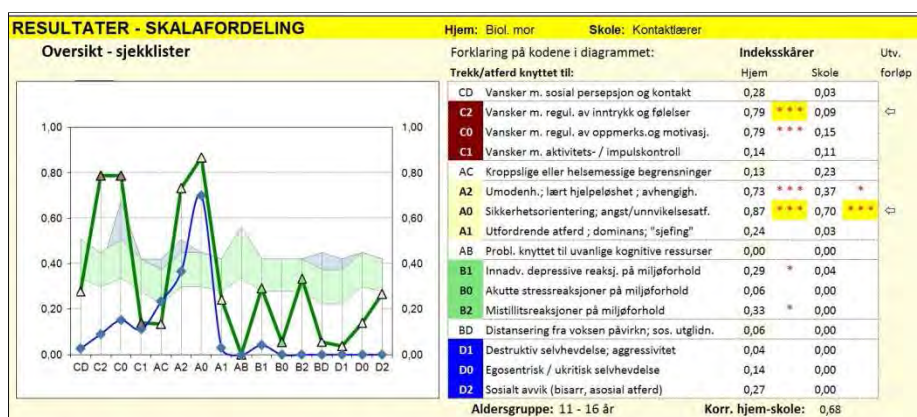 RESULTATER - SKALAFORDELING
Hjem: Biol. mor Skole: Kontaktlærer
Oversikt - sjekklister
Forklaring på kodene i diagrammet: Indeksskårer Utv.
Trekk/atferd knyttet til: Hjem Skole forløp
CD Vansker m. sosial persepsjon og kontakt 0,28 0,03
C2 Vansker m. regul. av inntrykk og følelser 0,79 * * * 0,09 ⇦
C0 Vansker m. regul. av oppmerks.og motivasj. 0,79 * * * 0,15
C1 Vansker m. aktivitets- / impulskontroll 0,14 0,11
AC Kroppslige eller helsemessige begrensninger 0,13 0,23
A2 Umodenh.; lært hjelpeløshet ; avhengigh. 0,73 * * * 0,37 *
A0 Sikkerhetsorientering; angst/unnvikelsesatf. 0,87 * * * 0,70 * * * ⇦
A1 Utfordrende atferd ; dominans; "sjefing" 0,24 0,03
AB Probl. knyttet til uvanlige kognitive ressurser 0,00 0,00
B1 Innadv. depressive reaksj. på miljøforhold 0,29 * 0,04
B0 Akutte stressreaksjoner på miljøforhold 0,06 0,00
B2 Mistillitsreaksjoner på miljøforhold 0,33 * 0,00
BD Distansering fra voksen påvirkn; sos. utglidn. 0,06 0,00
D1 Destruktiv selvhevdelse; aggressivitet 0,04 0,00
D0 Egosentrisk / ukritisk selvhevdelse 0,14 0,00
D2 Sosialt avvik (bisarr, asosial atferd) 0,27 0,00
Aldersgruppe: 11 - 16 år Korr. hjem-skole: 0,68
1,00 1,00
0,80 0,80
0,60 0,60
0,40 0,40
0,20 0,20
0,00 0,00
CD C2 C0 C1 AC A2 A0 A1 AB B1 B0 B2 BD D1 D0 D2